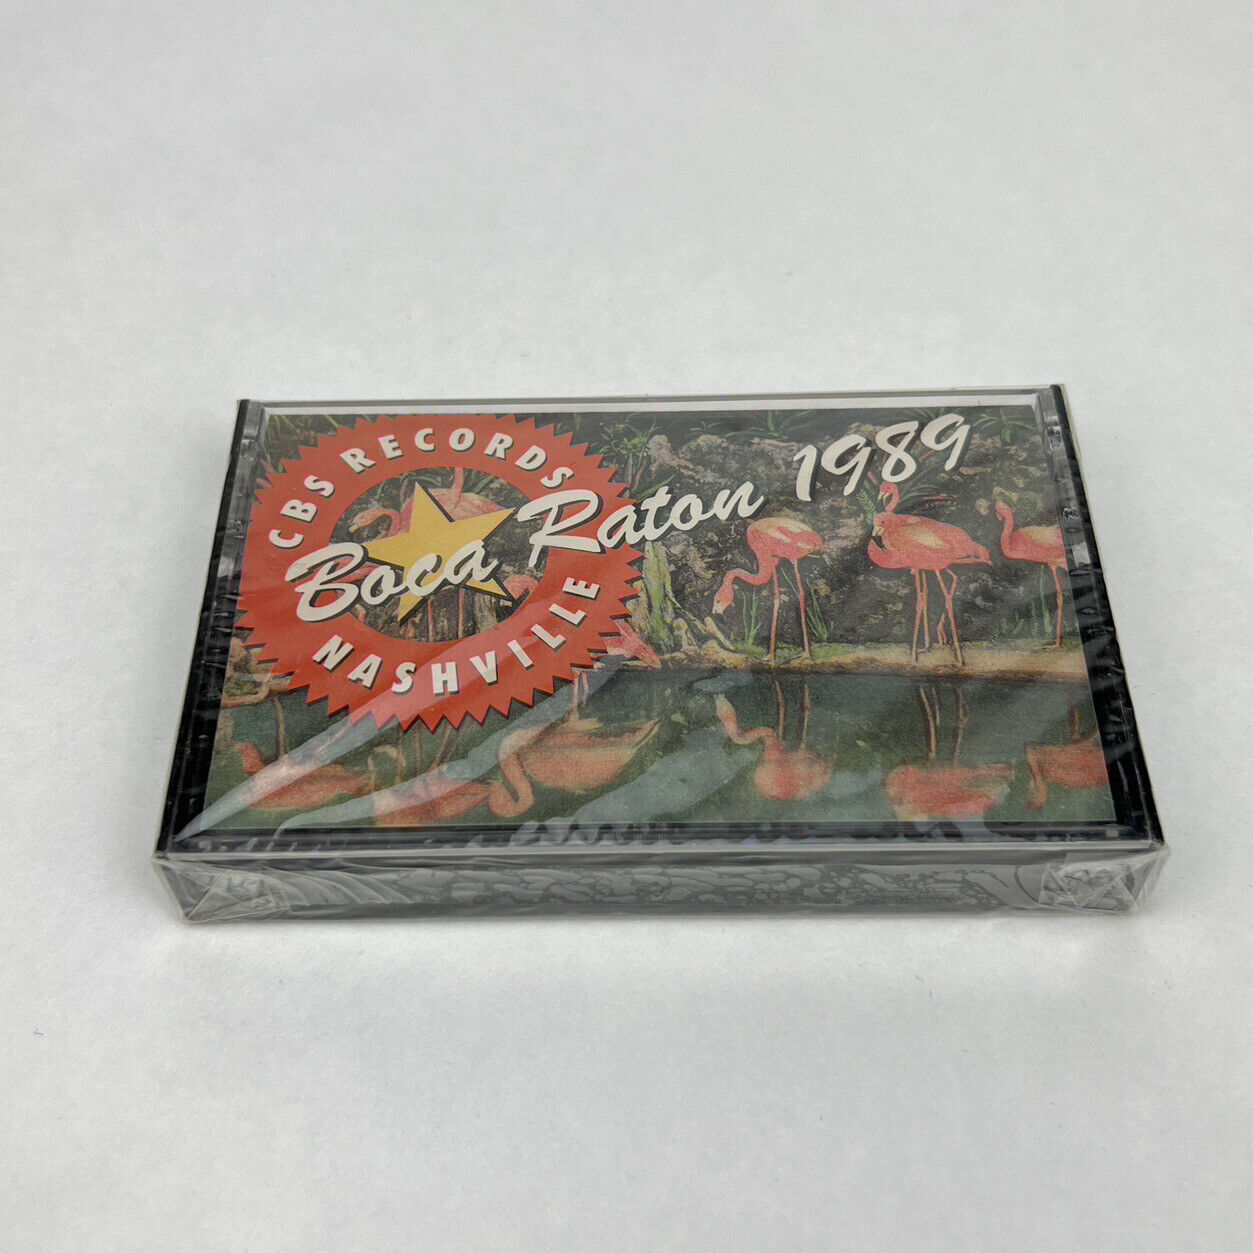 CBS RECORDS
Boca Raton 1989
NASHVILLE